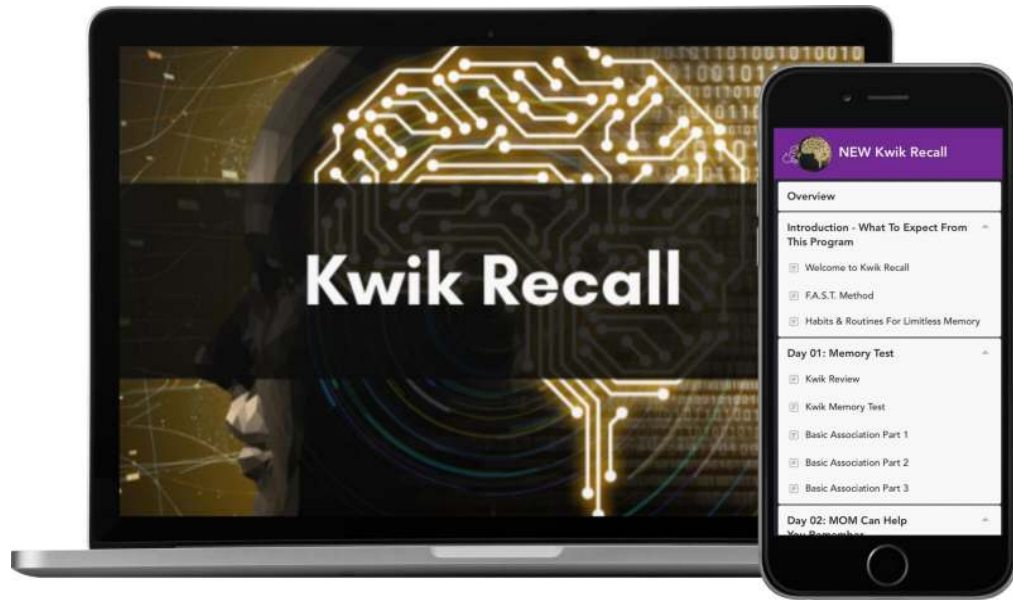 Kwik Recall
NEW Kwik Recall
Overview
Introduction - What To Expect From
This Program
Welcome to Kwik Recall
F.A.S.T. Method
Habits & Routines For Limitless Memory
Day 01: Memory Test
Kwik Review
Kwik Memory Test
Basic Association Part 1
Basic Association Part 2
Basic Association Part 3
Day 02: MOM Can Help
You Remember